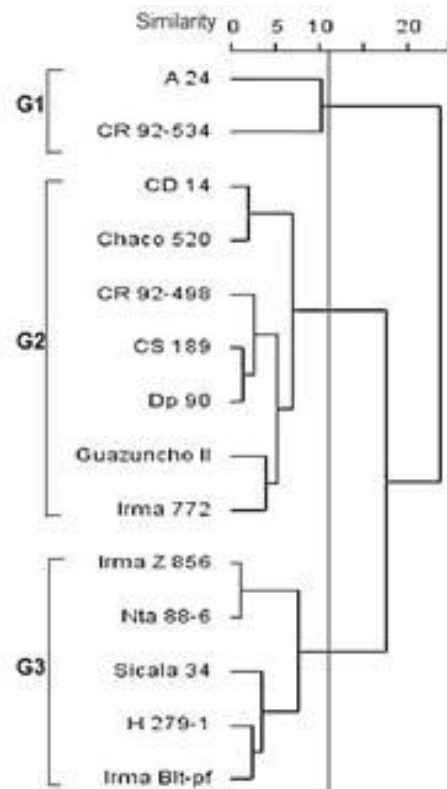 Similarity 0 5 10 20
A 24
G1
CR 92-534
CD 14
Chaco 520
CR 92-498
G2
CS 189
Dp 90
Guazuncho II
Irma 772
Irma Z 856
Nta 88-6
G3
Sicala 34
H 279-1
Irma Blt-pf